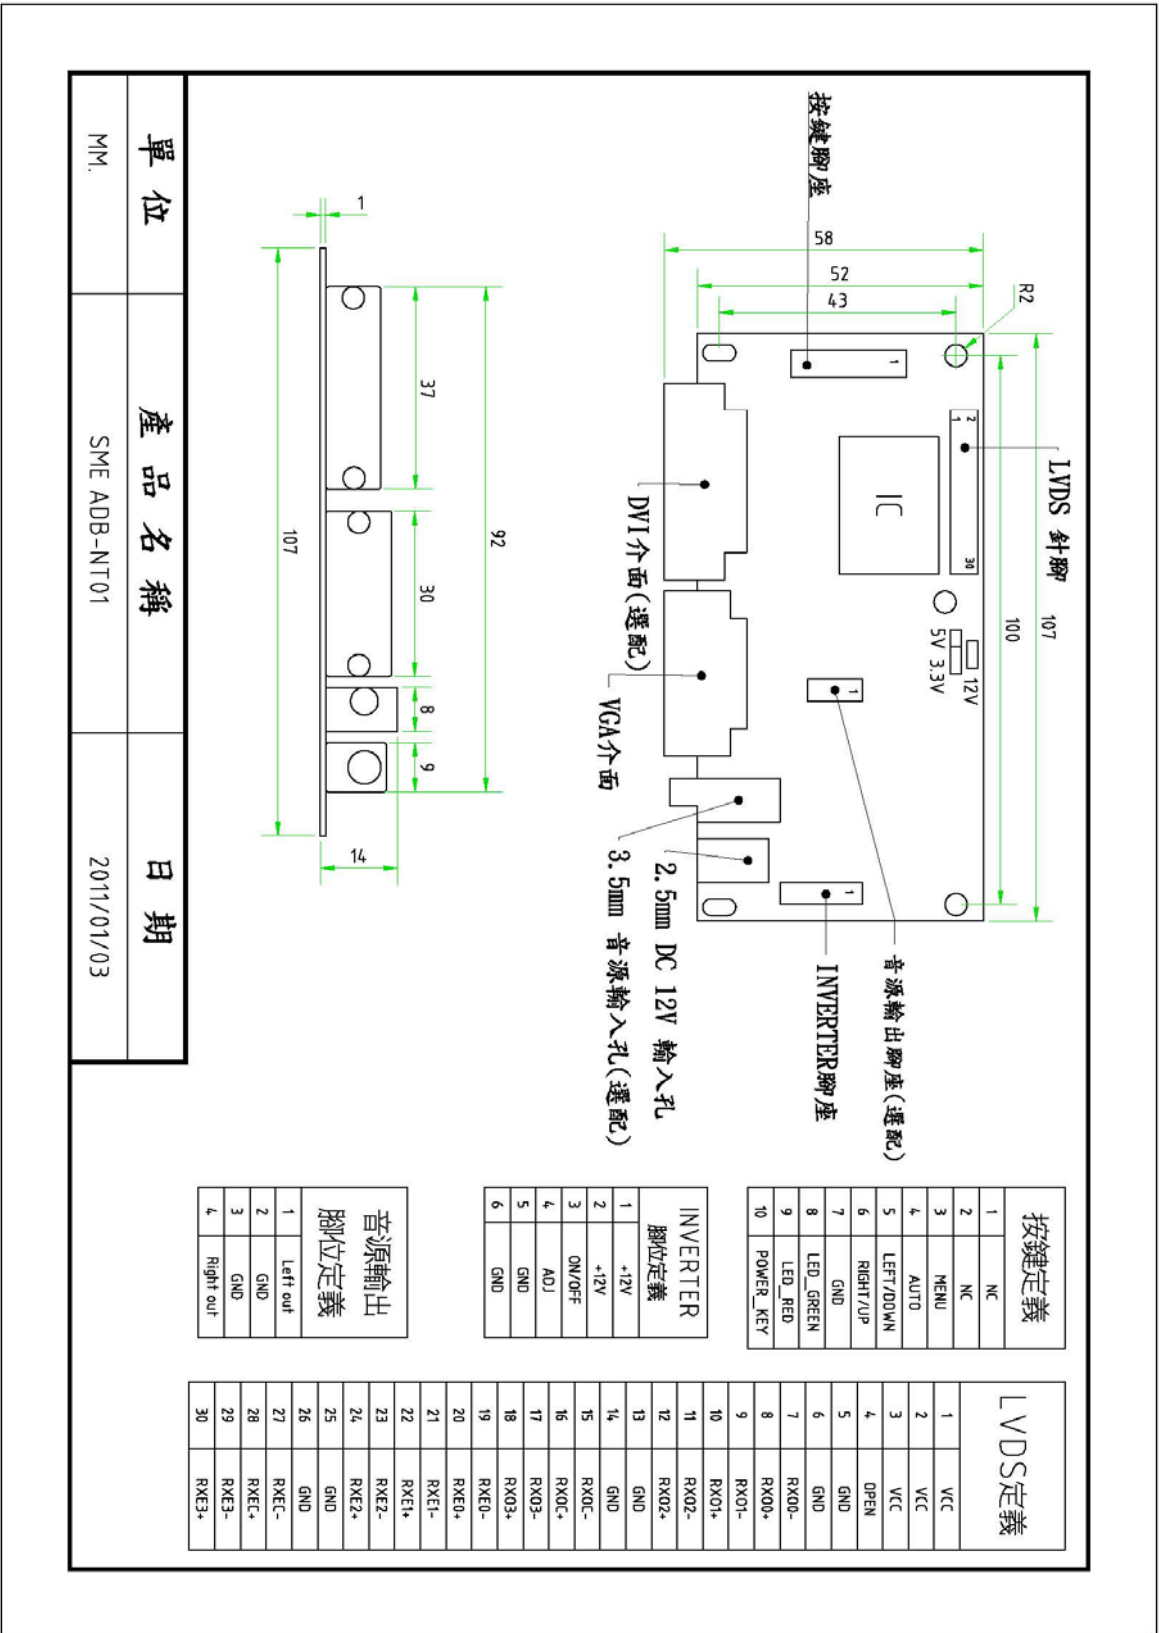 按鍵腳座
58
52
43
R2
1
2
1
30
LVDS 針腳
IC
107
100
12V
5V 3.3V
1
DVI介面(選配)
VGA介面
3.5mm 音源輸入孔(選配)
2.5mm DC 12V 輸入孔
1
INVERTER腳座
音源輸出腳座(選配)
1
37
92
30
8
9
107
14
單位
產品名稱
日期
MM.
SME ADB-NT01
2011/01/03
按鍵定義
1 NC
2 NC
3 MENU
4 AUTO
5 LEFT/DOWN
6 RIGHT/UP
7 GND
8 LED_GREEN
9 LED_RED
10 POWER_KEY
INVERTER
腳位定義
1 +12V
2 +12V
3 ON/OFF
4 ADJ
5 GND
6 GND
音源輸出
腳位定義
1 Left out
2 GND
3 GND
4 Right out
LVDS定義
1 VCC
2 VCC
3 VCC
4 OPEN
5 GND
6 GND
7 RXO0-
8 RXO0+
9 RXO1-
10 RXO1+
11 RXO2-
12 RXO2+
13 GND
14 GND
15 RXOC-
16 RXOC+
17 RXO3-
18 RXO3+
19 RXE0-
20 RXE0+
21 RXE1-
22 RXE1+
23 RXE2-
24 RXE2+
25 GND
26 GND
27 RXEC-
28 RXEC+
29 RXE3-
30 RXE3+